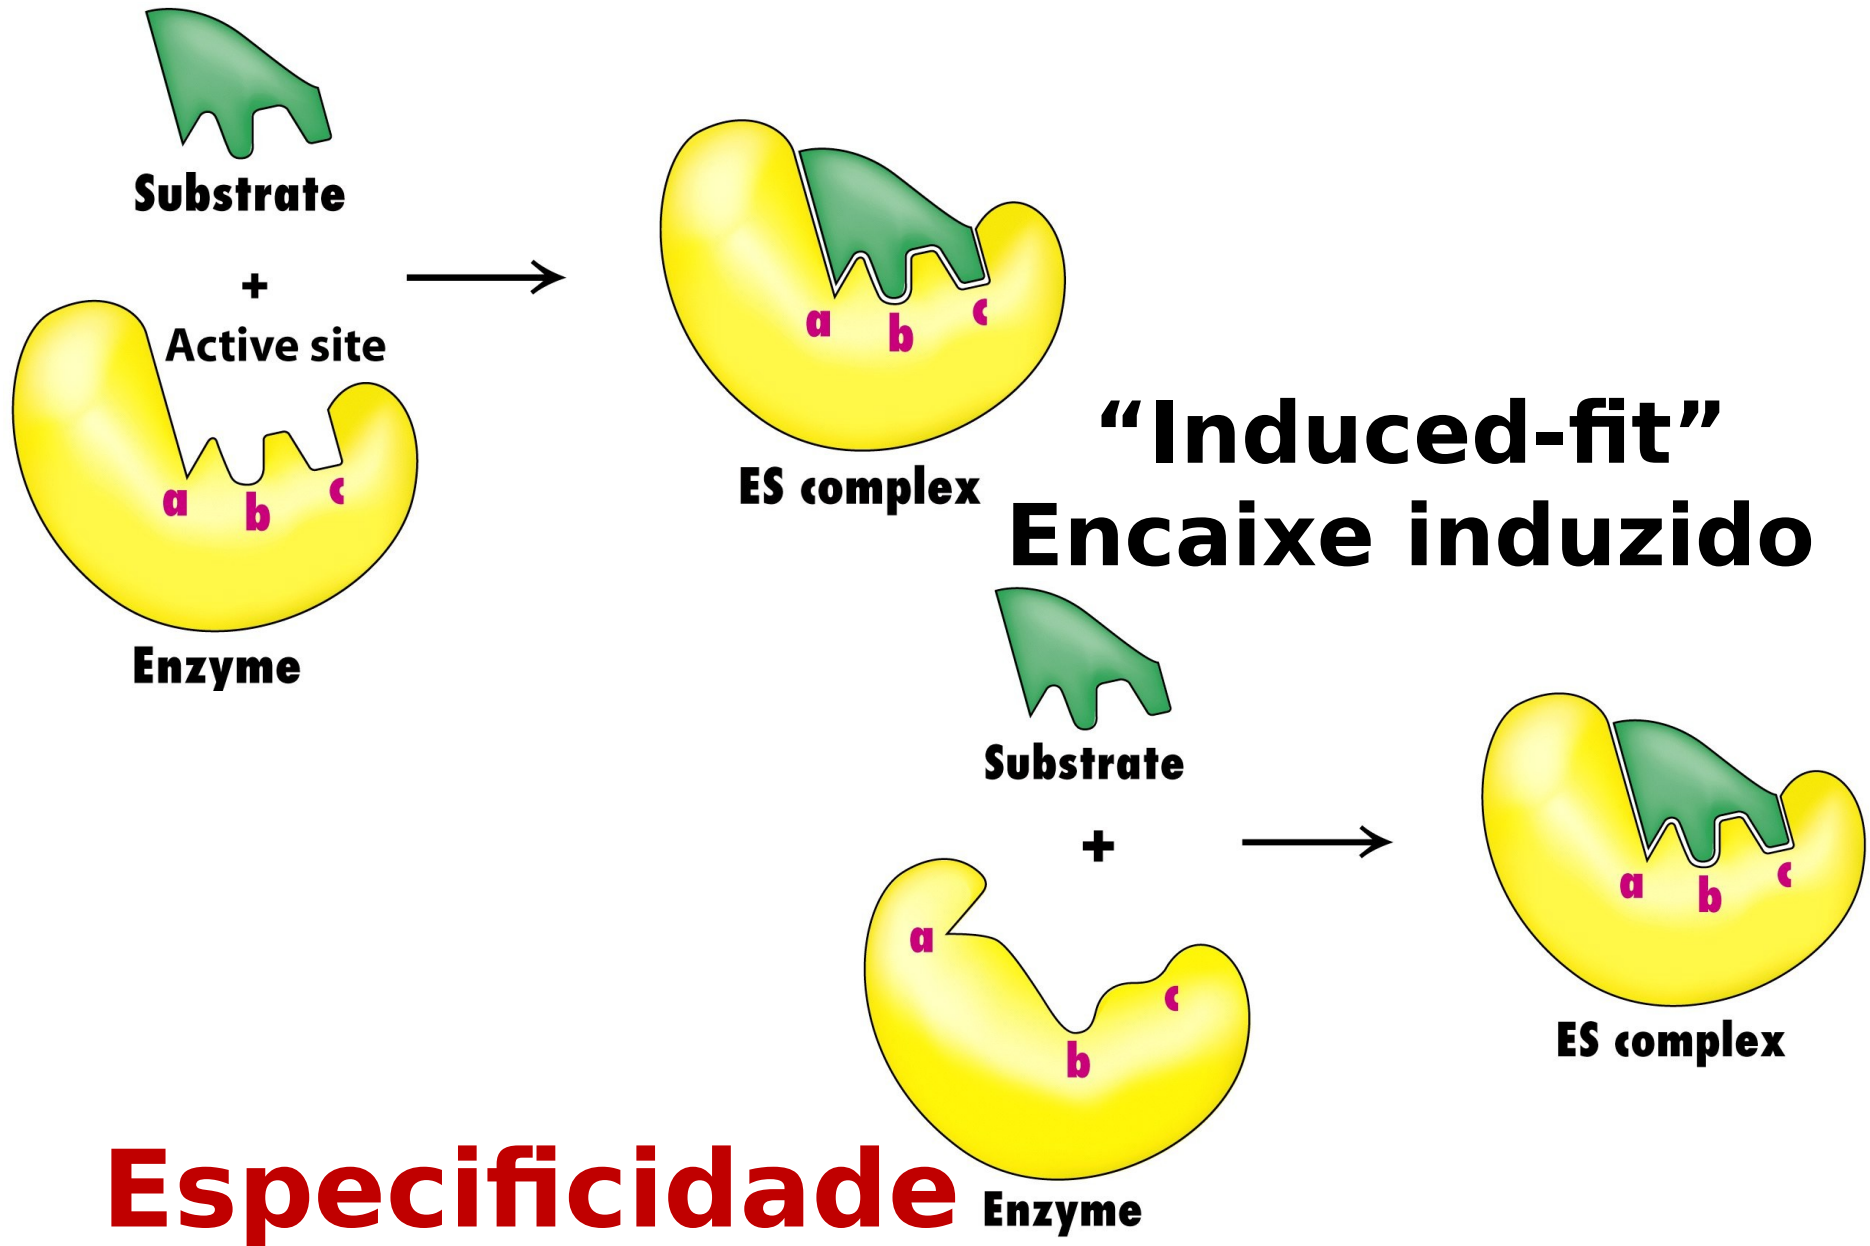 Substrate
+
Active site
a
b
c
Enzyme
a
b
c
ES complex
“Induced-fit”
Encaixe induzido
Substrate
+
a
b
c
Enzyme
a
b
c
ES complex
Especificidade